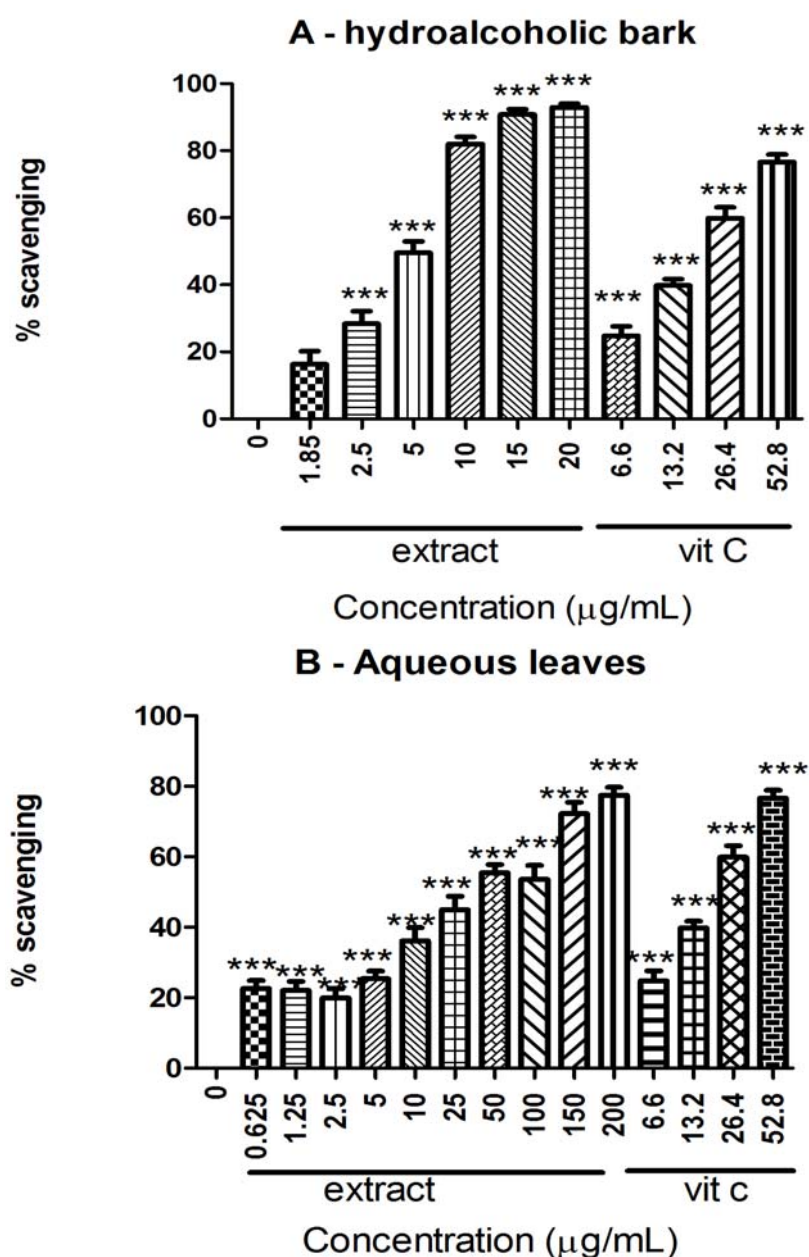 A - hydroalcoholic bark
% scavenging
100
80
60
40
20
0
*** *** *** *** *** *** *** *** ***
0 1.85 2.5 5 10 15 20 6.6 13.2 26.4 52.8
extract vit C
Concentration (μg/mL)
B - Aqueous leaves
% scavenging
100
80
60
40
20
0
*** *** *** *** *** *** *** *** *** *** *** *** *** ***
0 0.625 1.25 2.5 5 10 25 50 100 150 200 6.6 13.2 26.4 52.8
extract vit c
Concentration (μg/mL)